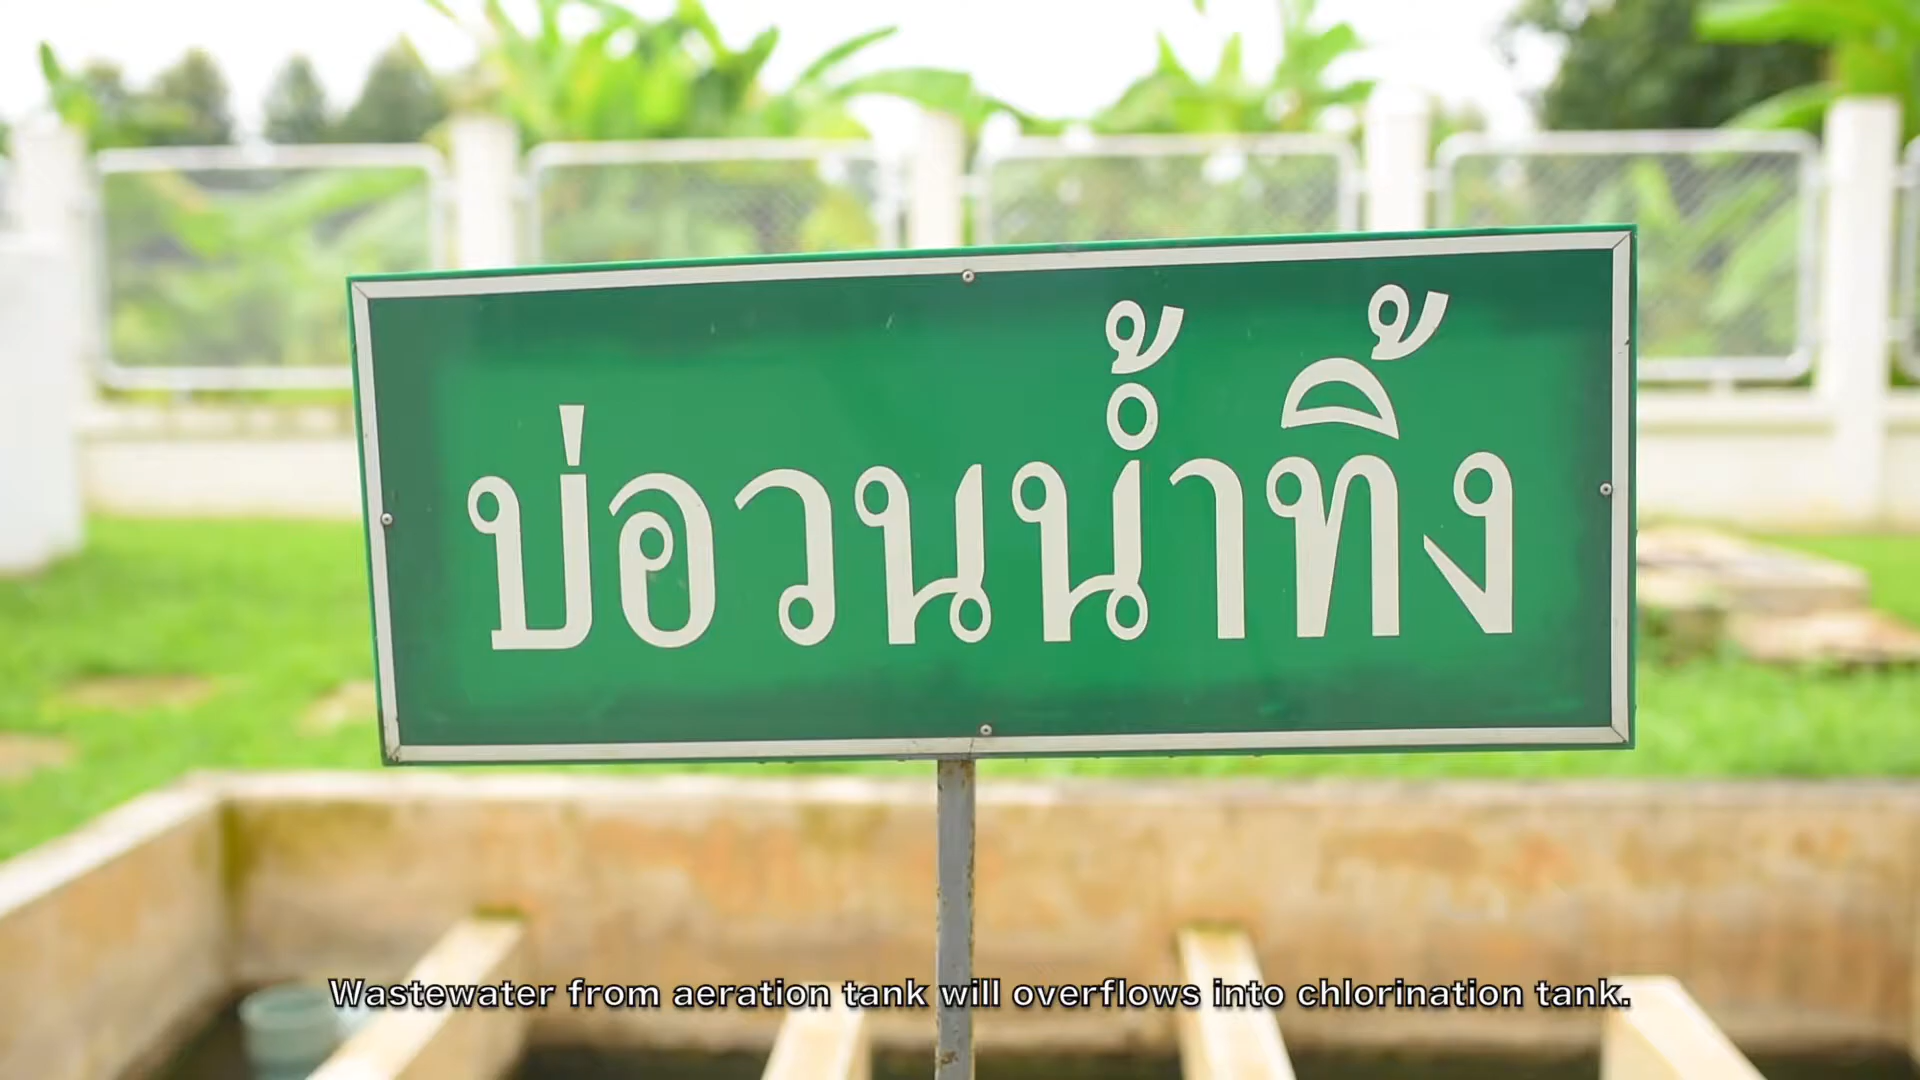 บ่อวนน้ำทิ้ง
Wastewater from aeration tank will overflows into chlorination tank.